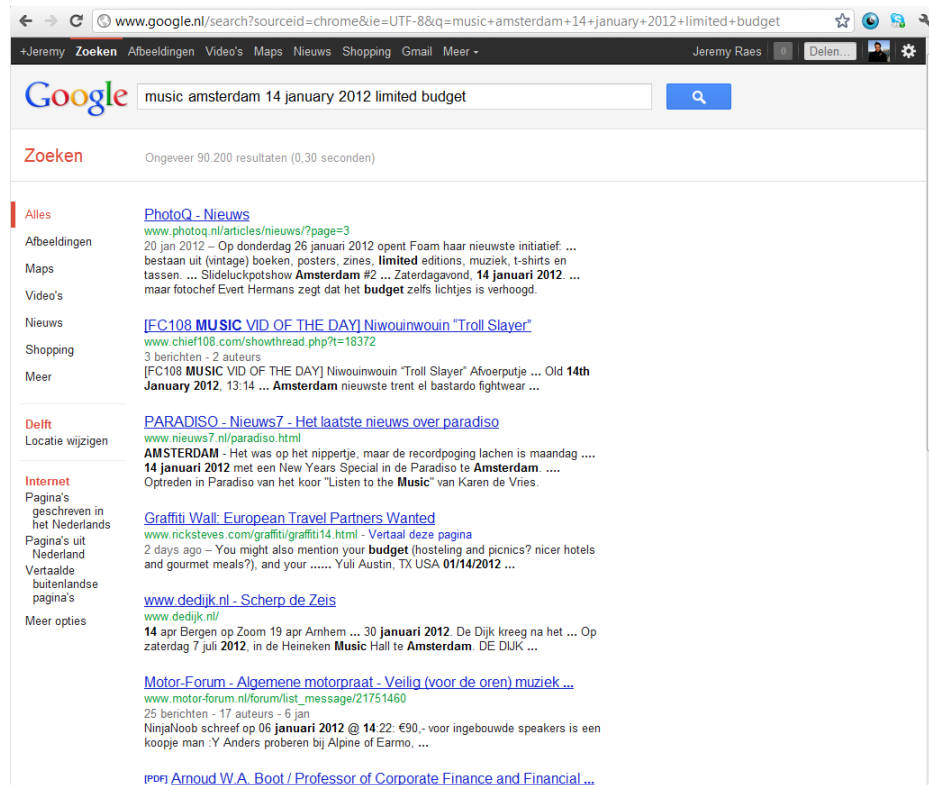 www.google.nl/search?sourceid=chrome&ie=UTF-8&q=music+amsterdam+14+january+2012+limited+budget
+Jeremy Zoeken Afbeeldingen Video's Maps Nieuws Shopping Gmail Meer
Jeremy Raes 0 Delen...
Google music amsterdam 14 january 2012 limited budget
Zoeken
Ongeveer 90.200 resultaten (0,30 seconden)
Alles
Afbeeldingen
Maps
Video's
Nieuws
Shopping
Meer
Delft
Locatie wijzigen
Internet
Pagina's
geschreven in
het Nederlands
Pagina's uit
Nederland
Vertaalde
buitenlandse
pagina's
Meer opties
PhotoQ - Nieuws
www.photoq.nl/articles/nieuws/?page=3
20 jan 2012 – Op donderdag 26 januari 2012 opent Foam haar nieuwste initiatief: ...
bestaan uit (vintage) boeken, posters, zines, limited editions, muziek, t-shirts en
tassen. ... Slideluckpotshow Amsterdam #2 ... Zaterdagavond, 14 januari 2012. ...
maar fotochef Evert Hermans zegt dat het budget zelfs lichtjes is verhoogd.
[FC108 MUSIC VID OF THE DAY] Niwouinwouin “Troll Slayer”
www.chief108.com/showthread.php?t=18372
3 berichten - 2 auteurs
[FC108 MUSIC VID OF THE DAY] Niwouinwouin “Troll Slayer” Afvoerputje ... Old 14th
January 2012, 13:14 ... Amsterdam nieuwste trent el bastardo fightwear ...
PARADISO - Nieuws7 - Het laatste nieuws over paradiso
www.nieuws7.nl/paradiso.html
AMSTERDAM - Het was op het nippertje, maar de recordpoging lachen is maandag ....
14 januari 2012 met een New Years Special in de Paradiso te Amsterdam. ....
Optreden in Paradiso van het koor "Listen to the Music" van Karen de Vries.
Graffiti Wall: European Travel Partners Wanted
www.ricksteves.com/graffiti/graffiti14.html - Vertaal deze pagina
2 days ago – You might also mention your budget (hosteling and picnics? nicer hotels
and gourmet meals?), and your ...... Yuli Austin, TX USA 01/14/2012 ...
www.dedijk.nl - Scherp de Zeis
www.dedijk.nl/
14 apr Bergen op Zoom 19 apr Arnhem ... 30 januari 2012. De Dijk kreeg na het ... Op
zaterdag 7 juli 2012, in de Heineken Music Hall te Amsterdam. DE DIJK ...
Motor-Forum - Algemene motorpraat - Veilig (voor de oren) muziek ...
www.motor-forum.nl/forum/list_message/21751460
25 berichten - 17 auteurs - 6 jan
NinjaNoob schreef op 06 januari 2012 @ 14:22: €90,- voor ingebouwde speakers is een
koopje man :Y Anders proberen bij Alpine of Earmo, ...
[PDF] Arnoud W.A. Boot / Professor of Corporate Finance and Financial ...